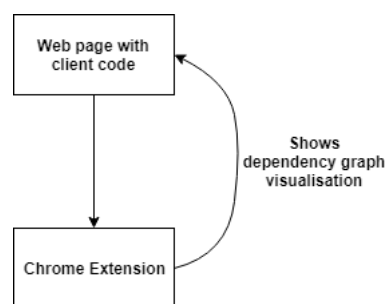 Web page with
client code
Shows
dependency graph
visualisation
Chrome Extension